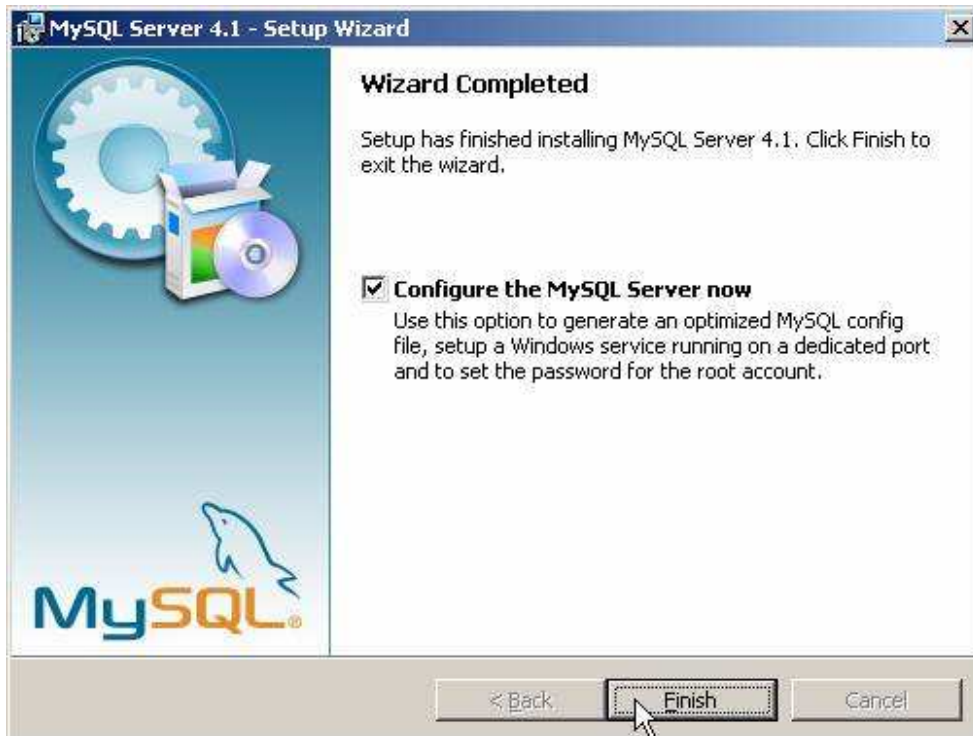 MySQL Server 4.1 - Setup Wizard
Wizard Completed
Setup has finished installing MySQL Server 4.1. Click Finish to
exit the wizard.
Configure the MySQL Server now
Use this option to generate an optimized MySQL config
file, setup a Windows service running on a dedicated port
and to set the password for the root account.
MySQL®
< Back
Finish
Cancel